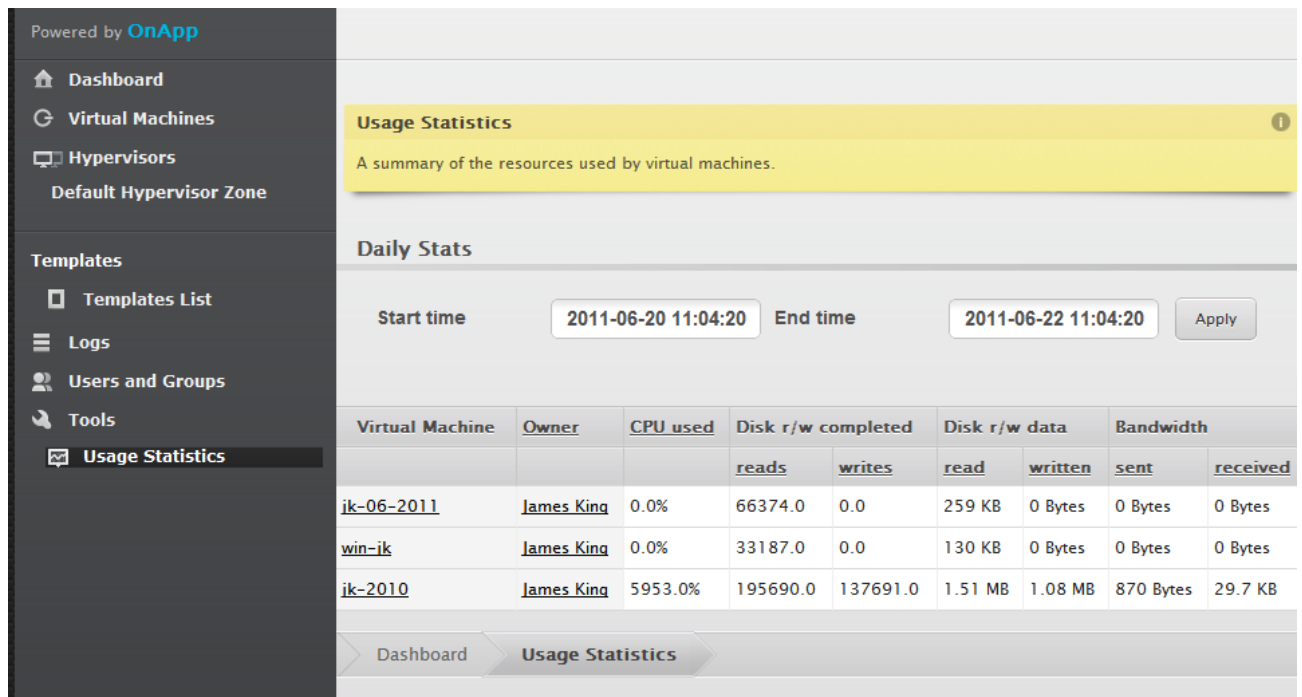 Powered by OnApp
Dashboard
Virtual Machines
Hypervisors
Default Hypervisor Zone
Templates
Templates List
Logs
Users and Groups
Tools
Usage Statistics
Usage Statistics
A summary of the resources used by virtual machines.
Daily Stats
Start time 2011-06-20 11:04:20 End time 2011-06-22 11:04:20 Apply
Virtual Machine Owner CPU used Disk r/w completed Disk r/w data Bandwidth
reads writes read written sent received
jk-06-2011 James King 0.0% 66374.0 0.0 259 KB 0 Bytes 0 Bytes 0 Bytes
win-jk James King 0.0% 33187.0 0.0 130 KB 0 Bytes 0 Bytes 0 Bytes
jk-2010 James King 5953.0% 195690.0 137691.0 1.51 MB 1.08 MB 870 Bytes 29.7 KB
Dashboard Usage Statistics